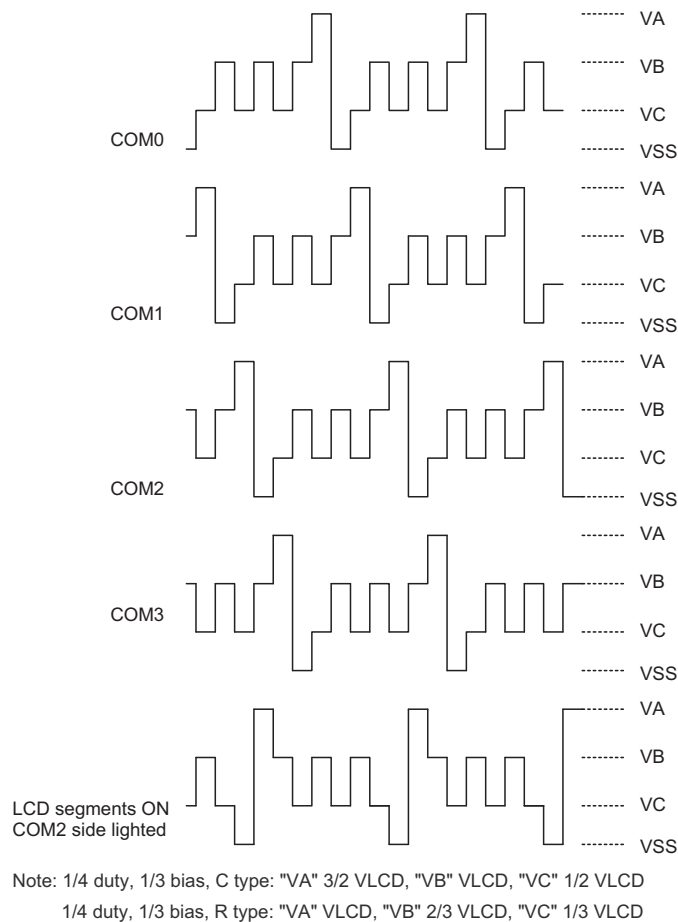 VA
VB
VC
COM0
VSS
VA
VB
VC
COM1
VSS
VA
VB
VC
COM2
VSS
VA
VB
COM3
VC
VSS
VA
VB
LCD segments ON
VC
COM2 side lighted
VSS
Note: 1/4 duty, 1/3 bias, C type: "VA" 3/2 VLCD, "VB" VLCD, "VC" 1/2 VLCD
1/4 duty, 1/3 bias, R type: "VA" VLCD, "VB" 2/3 VLCD, "VC" 1/3 VLCD